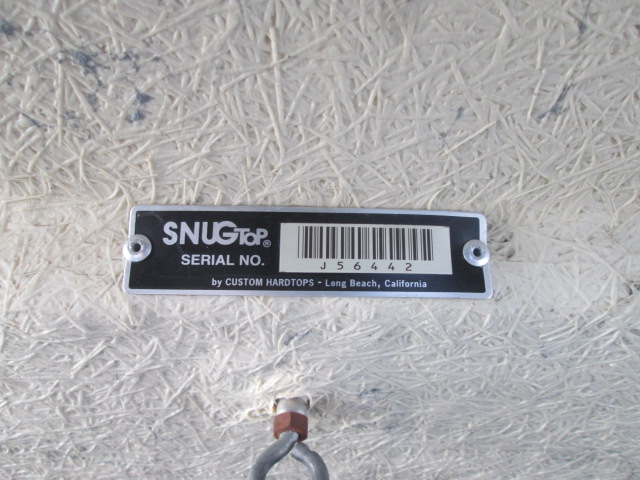 SNUGTOP®
SERIAL NO.
J56442
by CUSTOM HARDTOPS - Long Beach, California